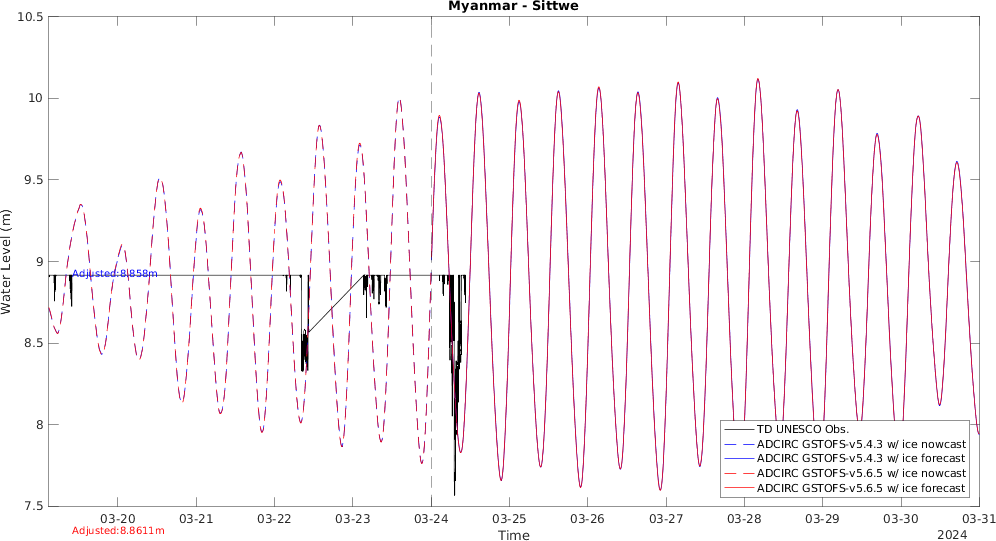 Myanmar - Sittwe
10.5
10
9.5
9
8.5
8
7.5
Water Level (m)
Adjusted:8.858m
TD UNESCO Obs.
ADCIRC GSTOFS-v5.4.3 w/ ice nowcast
ADCIRC GSTOFS-v5.4.3 w/ ice forecast
ADCIRC GSTOFS-v5.6.5 w/ ice nowcast
ADCIRC GSTOFS-v5.6.5 w/ ice forecast
03-20 03-21 03-22 03-23 03-24 03-25 03-26 03-27 03-28 03-29 03-30 03-31
Adjusted:8.8611m
Time
2024